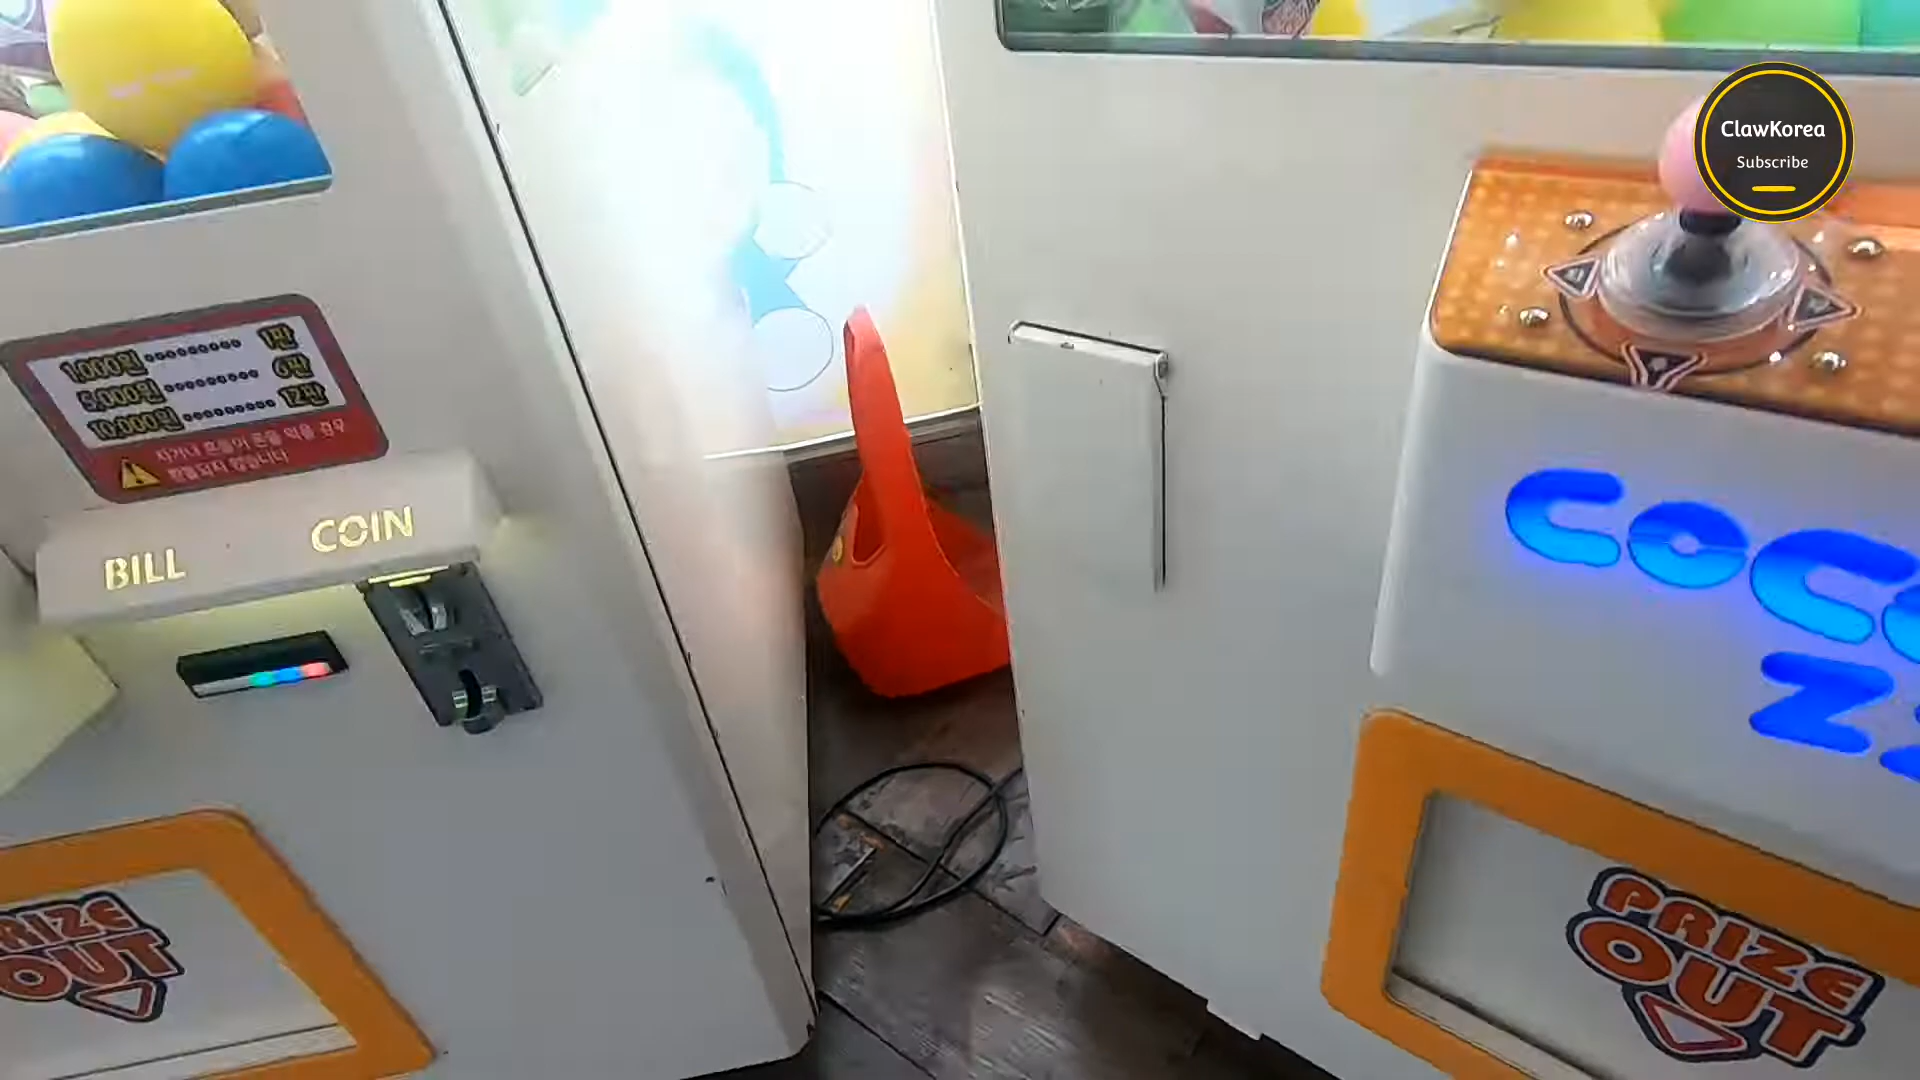 ClawKorea
Subscribe
1,000원 1판
5,000원 6판
10,000원 12판
BILL
COIN
COCO
PRIZE
OUT
RIZE
OUT